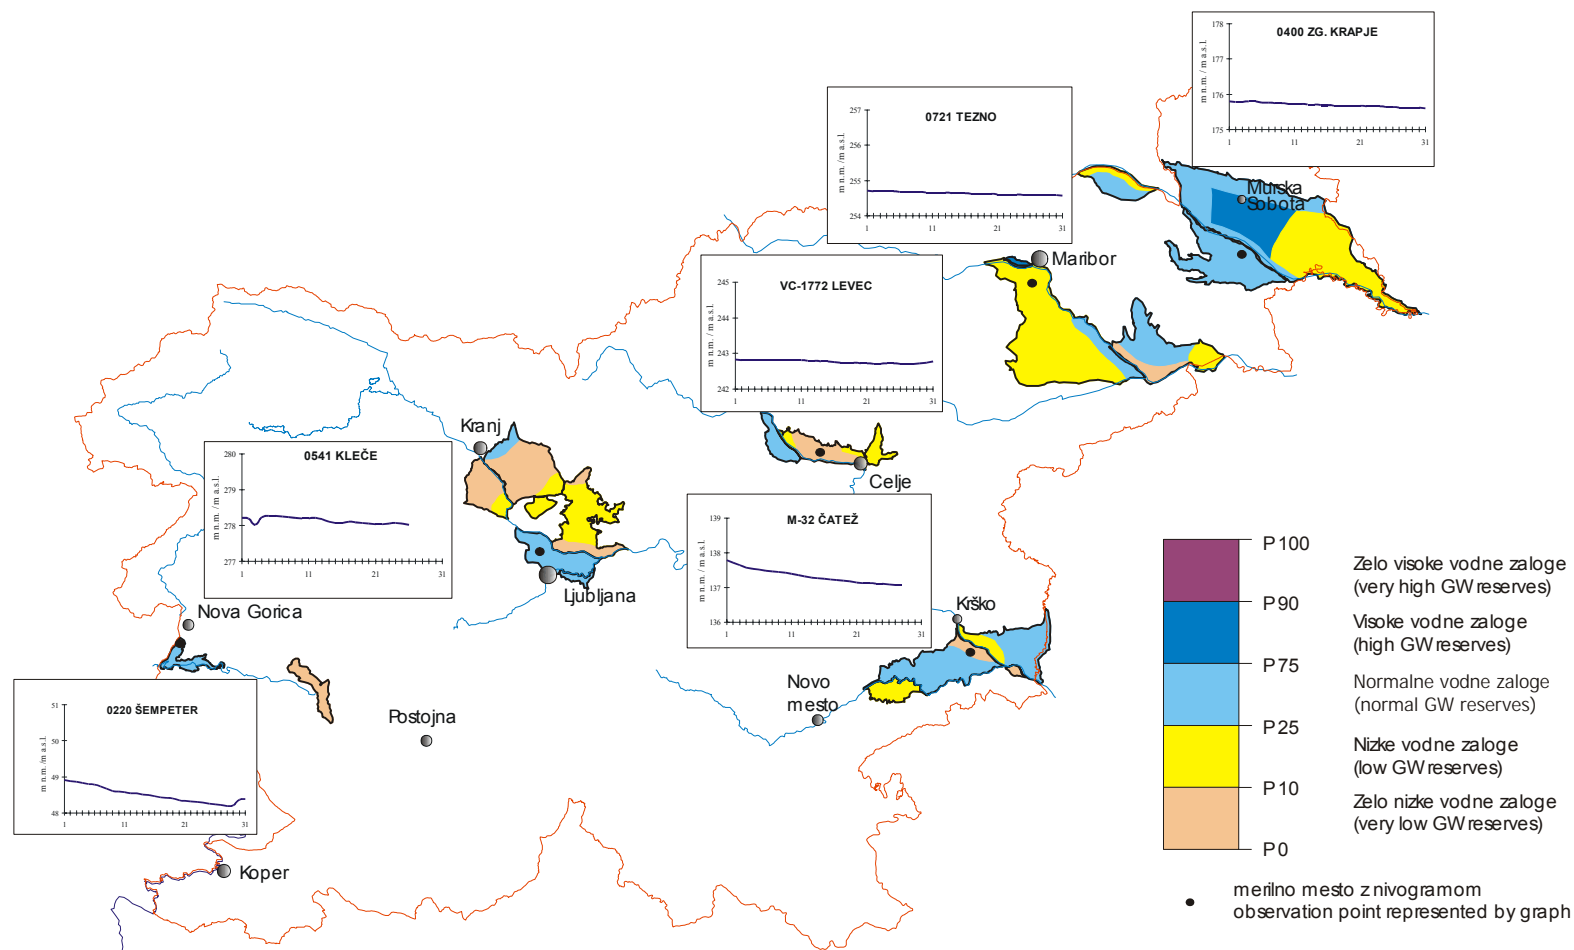 0400 ZG. KRAPJE
m n.m. / m a.s.l.
178
177
176
175
1
11
21
31
0721 TEZNO
m n.m. / m a.s.l.
257
256
255
254
1
11
21
31
Murska
Sobota
Maribor
VC-1772 LEVEC
m n.m. / m a.s.l.
245
244
243
242
1
11
21
31
Kranj
Celje
0541 KLEČE
m n.m. / m a.s.l.
280
279
278
277
1
11
21
31
Ljubljana
M-32 ČATEŽ
m n.m. / m a.s.l.
139
138
137
136
1
11
21
31
Nova Gorica
Krško
Novo
mesto
Postojna
0220 ŠEMPETER
m n.m. / m a.s.l.
51
50
49
48
1
11
21
31
Koper
P 100
Zelo visoke vodne zaloge
(very high GW reserves)
P 90
Visoke vodne zaloge
(high GW reserves)
P 75
Normalne vodne zaloge
(normal GW reserves)
P 25
Nizke vodne zaloge
(low GW reserves)
P 10
Zelo nizke vodne zaloge
(very low GW reserves)
P 0
merilno mesto z nivogramom
observation point represented by graph